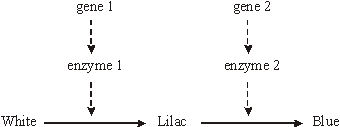 gene 1 gene 2
enzyme 1 enzyme 2
White Lilac Blue